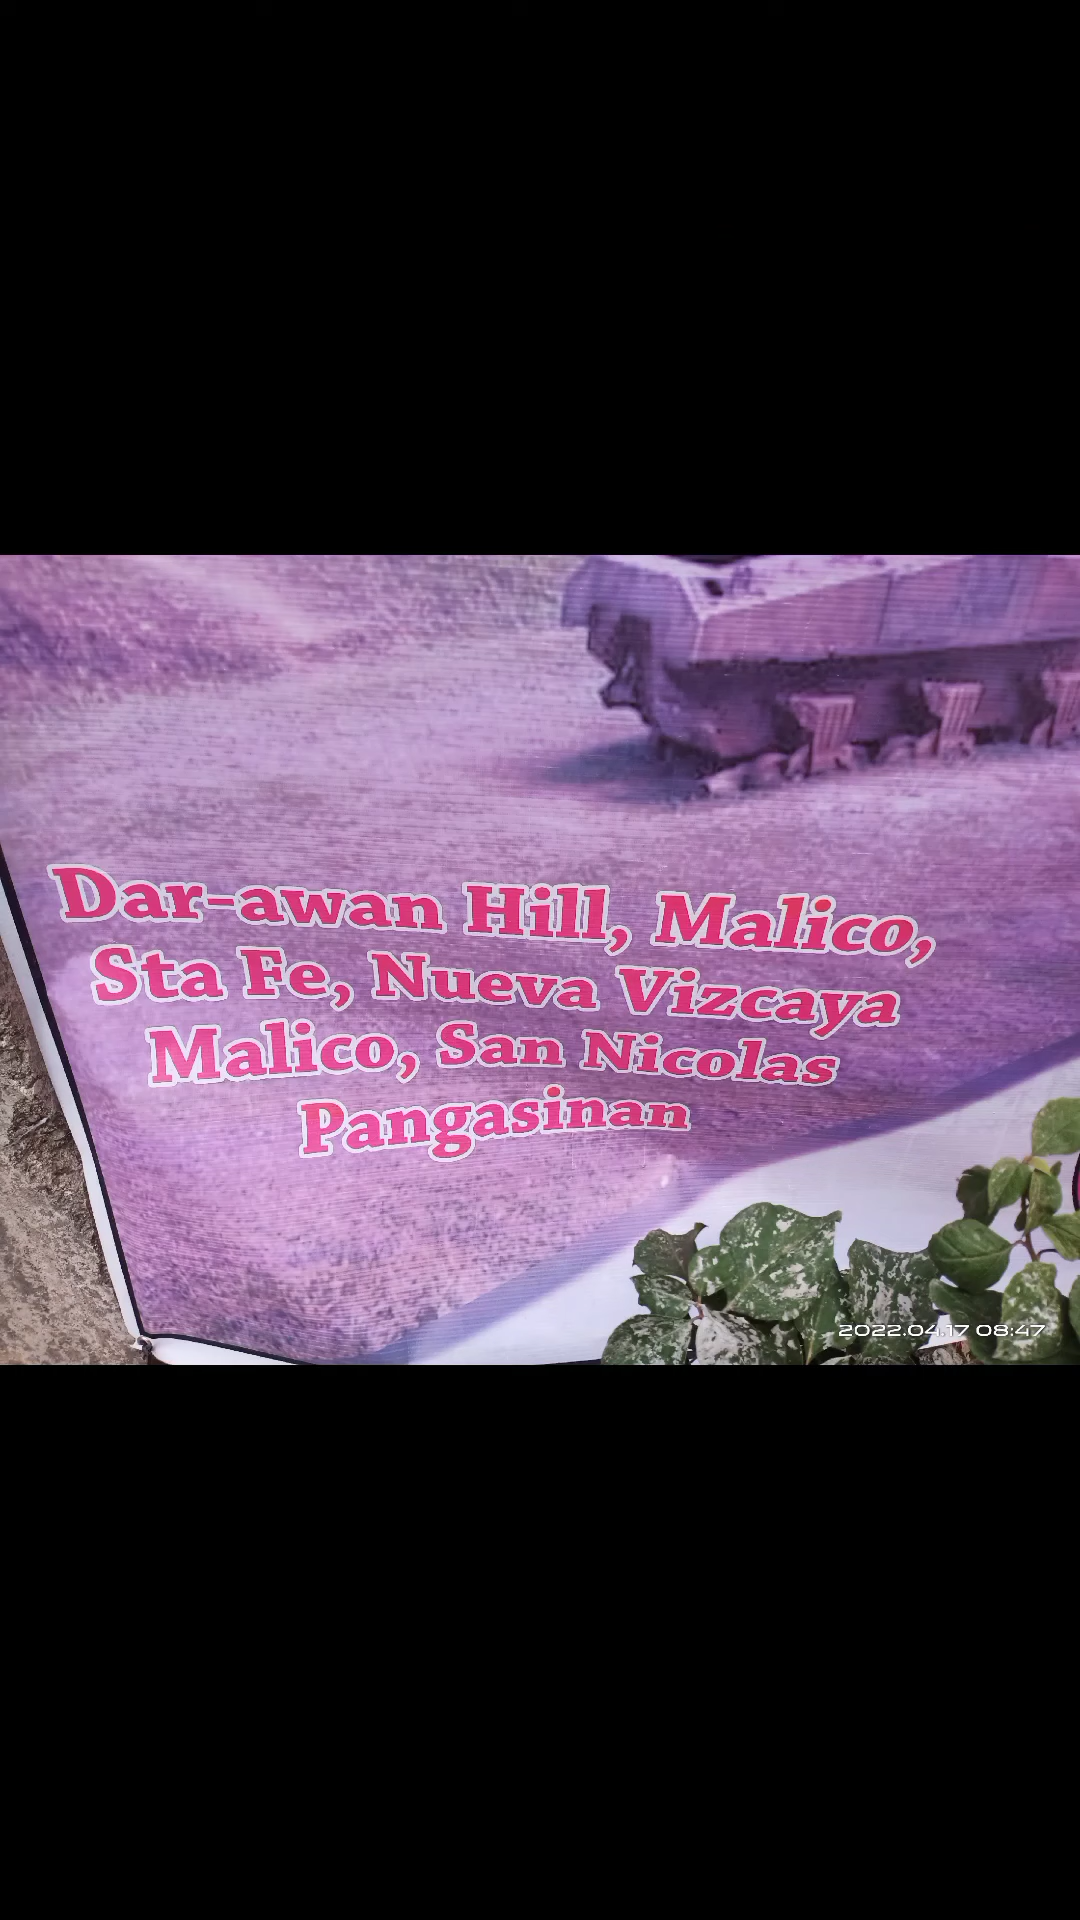 Dar-awan Hill, Malico,
Sta Fe, Nueva Vizcaya
Malico, San Nicolas
Pangasinan
2022.04.17 08:47